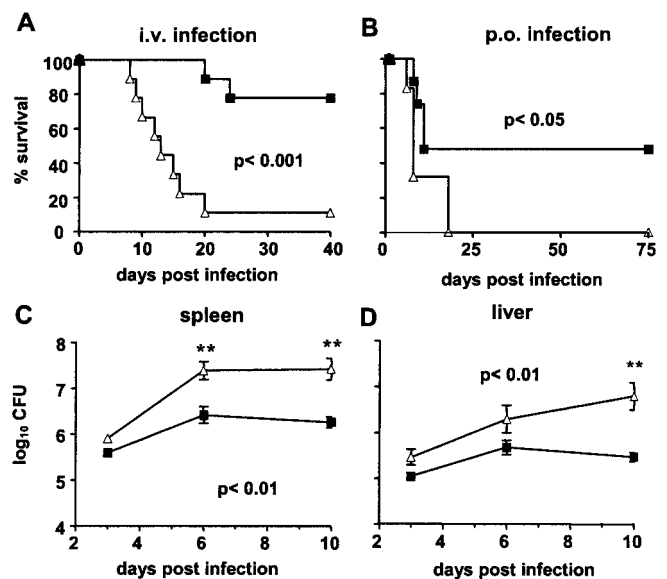 A
i.v. infection
% survival
100
80
60
40
20
0
p< 0.001
0 10 20 30 40
days post infection
B
p.o. infection
p< 0.05
0 25 50 75
days post infection
C
spleen
log₁₀ CFU
8
7
6
5
4
** **
p< 0.01
2 4 6 8 10
days post infection
D
liver
p< 0.01
**
2 4 6 8 10
days post infection